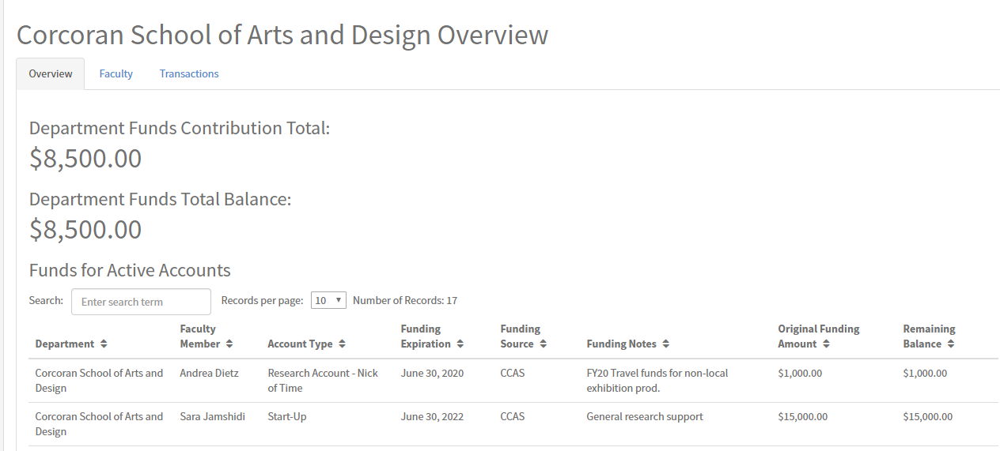 Corcoran School of Arts and Design Overview
Overview Faculty Transactions
Department Funds Contribution Total:
$8,500.00
Department Funds Total Balance:
$8,500.00
Funds for Active Accounts
Search: Enter search term Records per page: 10 Number of Records: 17
Department Faculty Member Account Type Funding Expiration Funding Source Funding Notes Original Funding Amount Remaining Balance
Corcoran School of Arts and Design Andrea Dietz Research Account - Nick of Time June 30, 2020 CCAS FY20 Travel funds for non-local exhibition prod. $1,000.00 $1,000.00
Corcoran School of Arts and Design Sara Jamshidi Start-Up June 30, 2022 CCAS General research support $15,000.00 $15,000.00